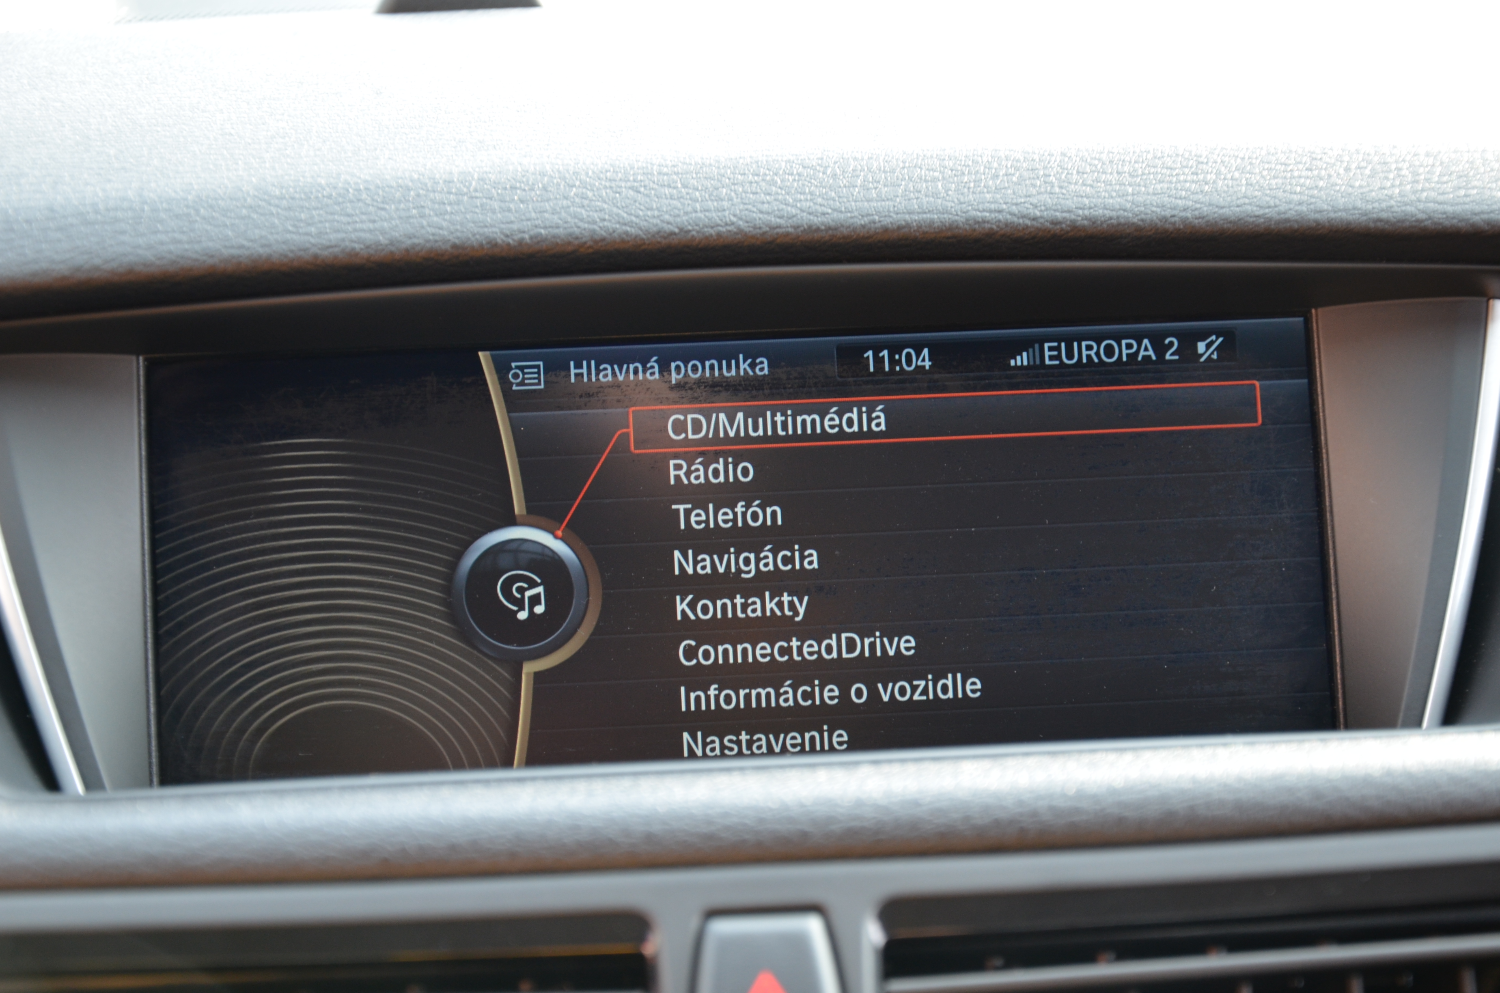 Hlavná ponuka 11:04 EUROPA 2
CD/Multimédiá
Rádio
Telefón
Navigácia
Kontakty
ConnectedDrive
Informácie o vozidle
Nastavenie